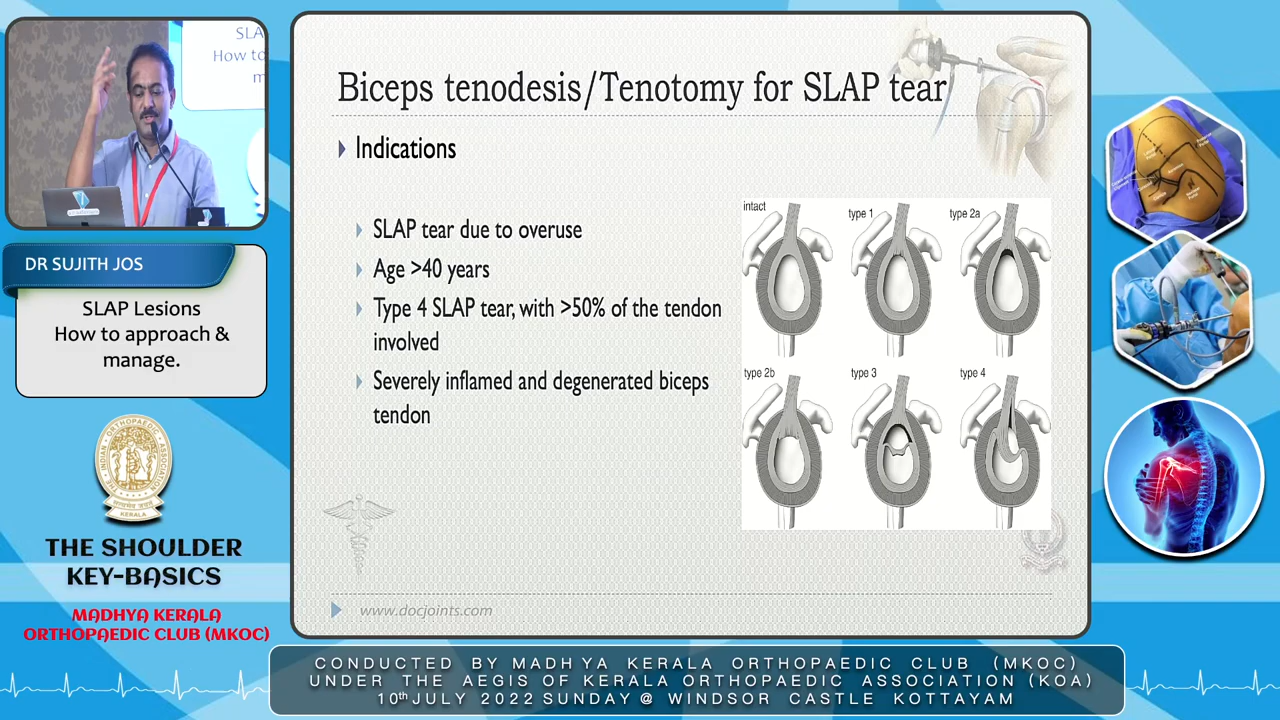 SLA
How to
m
DR SUJITH JOS
SLAP Lesions
How to approach &
manage.
THE SHOULDER
KEY-BASICS
MADHYA KERALA
ORTHOPAEDIC CLUB (MKOC)
Biceps tenodesis/Tenotomy for SLAP tear
Indications
SLAP tear due to overuse
Age >40 years
Type 4 SLAP tear, with >50% of the tendon
involved
Severely inflamed and degenerated biceps
tendon
intact
type 1
type 2a
type 2b
type 3
type 4
www.docjoints.com
CONDUCTED BY MADHYA KERALA ORTHOPAEDIC CLUB (MKOC)
UNDER THE AEGIS OF KERALA ORTHOPAEDIC ASSOCIATION (KOA)
10th JULY 2022 SUNDAY @ WINDSOR CASTLE KOTTAYAM